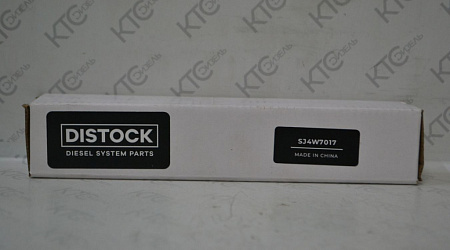 DISTOCK
DIESEL SYSTEM PARTS
SJ4W7017
MADE IN CHINA